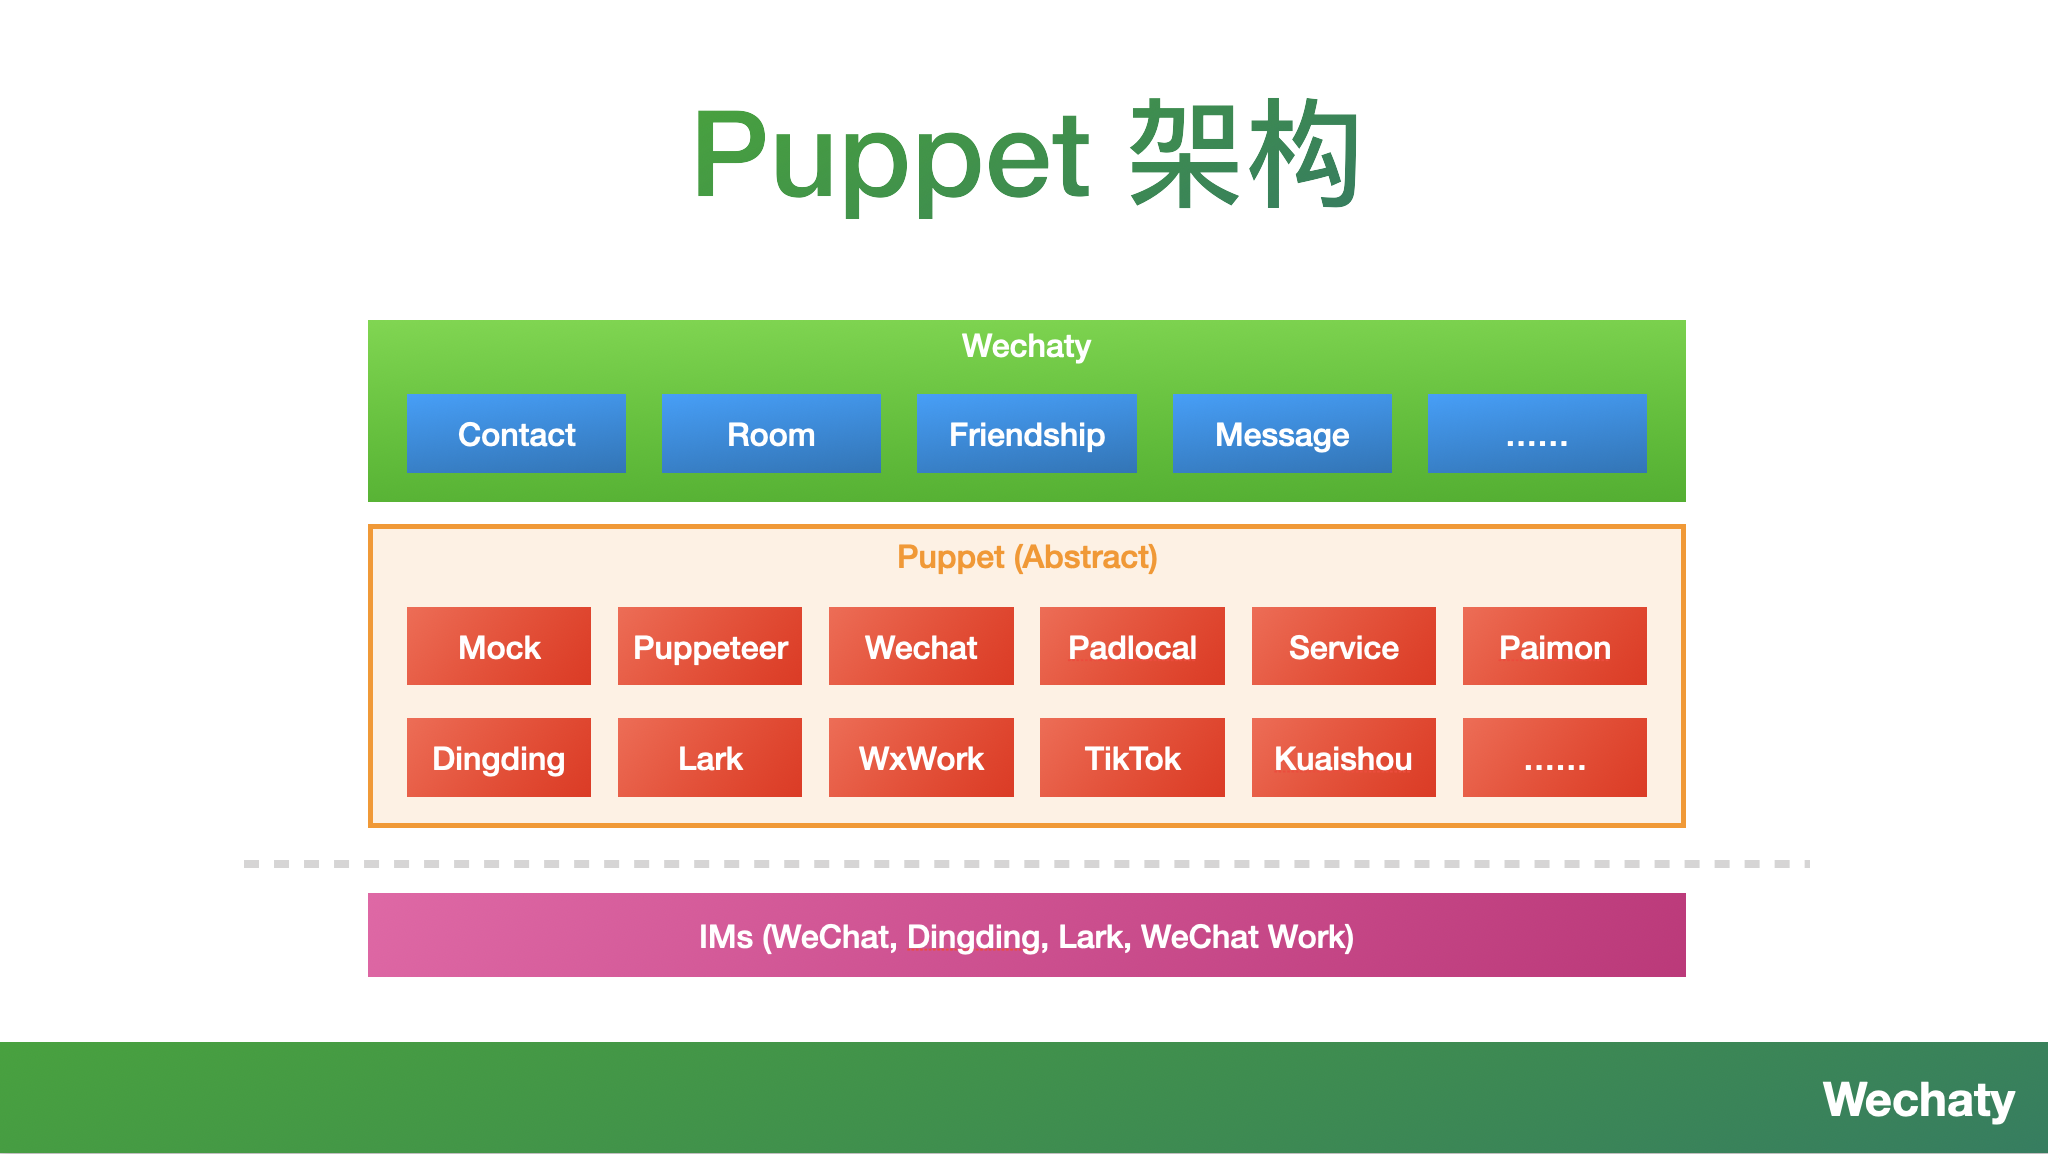 Puppet 架构
Wechaty
Contact
Room
Friendship
Message
......
Puppet (Abstract)
Mock
Puppeteer
Wechat
Padlocal
Service
Paimon
Dingding
Lark
WxWork
TikTok
Kuaishou
......
IMs (WeChat, Dingding, Lark, WeChat Work)
Wechaty